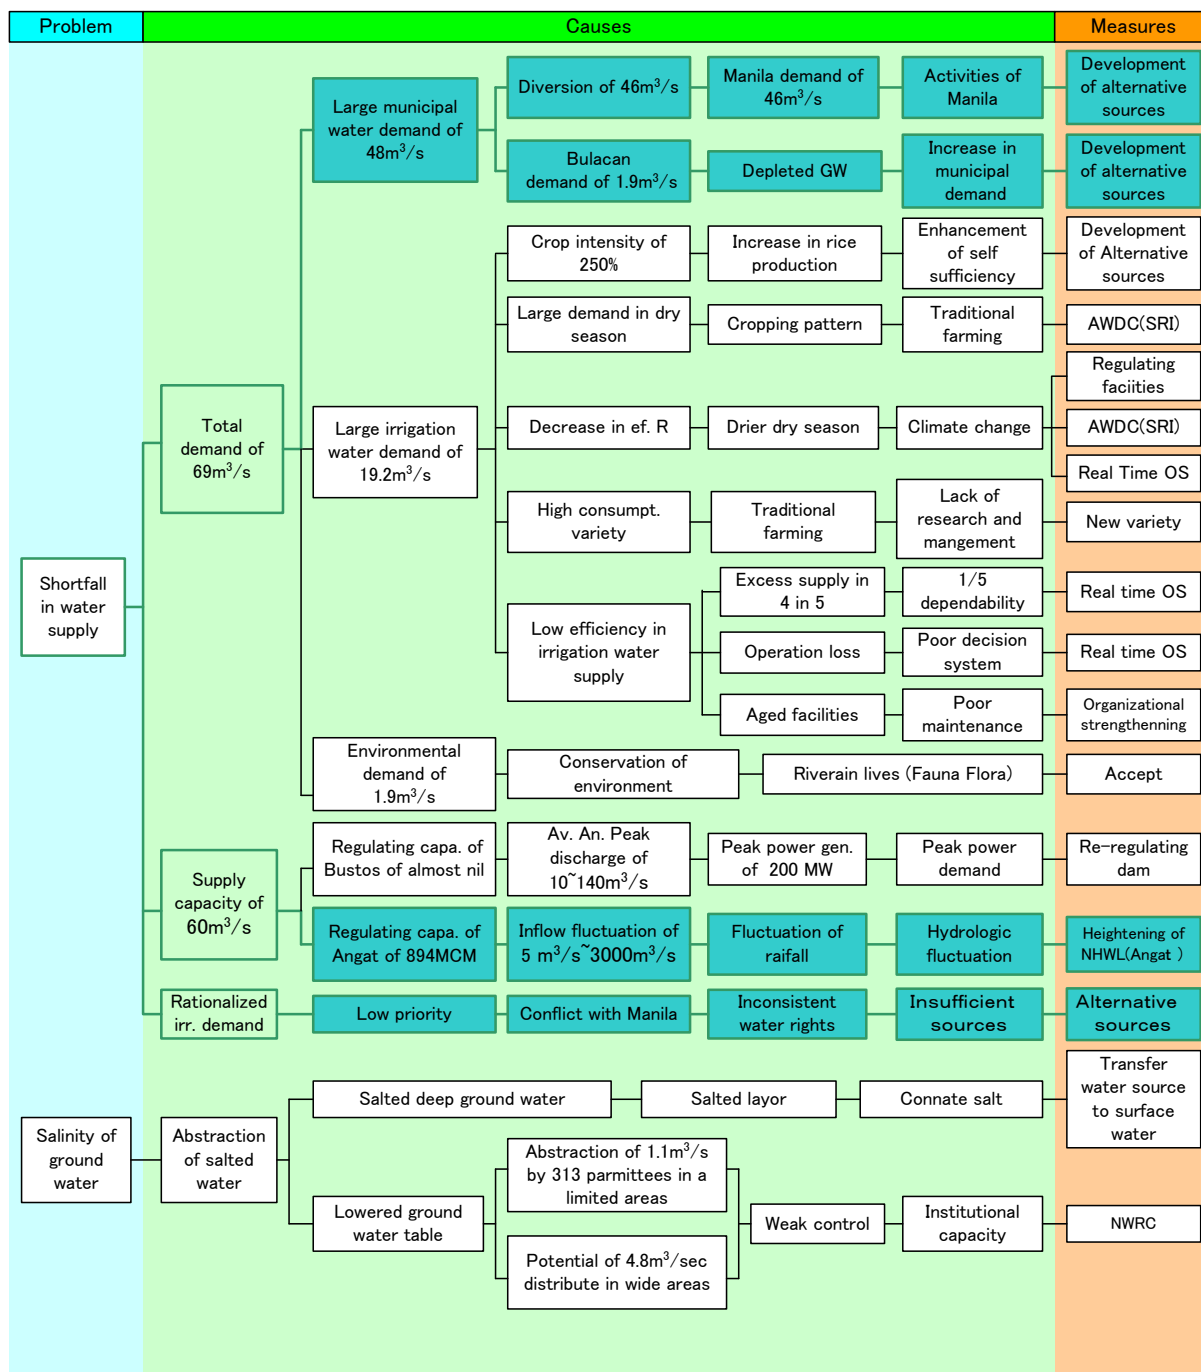 Problem
Causes
Measures
Large municipal
water demand of
48m³/s
Diversion of 46m³/s
Manila demand of
46m³/s
Activities of
Manila
Development
of alternative
sources
Bulacan
demand of 1.9m³/s
Depleted GW
Increase in
municipal
demand
Development
of alternative
sources
Crop intensity of
250%
Increase in rice
production
Enhancement
of self
sufficiency
Development
of Alternative
sources
Large demand in dry
season
Cropping pattern
Traditional
farming
AWDC(SRI)
Total
demand of
69m³/s
Large irrigation
water demand of
19.2m³/s
Decrease in ef. R
Drier dry season
Climate change
Regulating
faciities
AWDC(SRI)
Real Time OS
High consumpt.
variety
Traditional
farming
Lack of
research and
mangement
New variety
Shortfall
in water
supply
Low efficiency in
irrigation water
supply
Excess supply in
4 in 5
1/5
dependability
Real time OS
Operation loss
Poor decision
system
Real time OS
Aged facilities
Poor
maintenance
Organizational
strengthenning
Environmental
demand of
1.9m³/s
Conservation of
environment
Riverain lives (Fauna Flora)
Accept
Supply
capacity of
60m³/s
Regulating capa. of
Bustos of almost nil
Av. An. Peak
discharge of
10~140m³/s
Peak power gen.
of 200 MW
Peak power
demand
Re-regulating
dam
Regulating capa. of
Angat of 894MCM
Inflow fluctuation of
5 m³/s~3000m³/s
Fluctuation of
raifall
Hydrologic
fluctuation
Heightening of
NHWL(Angat )
Rationalized
irr. demand
Low priority
Conflict with Manila
Inconsistent
water rights
Insufficient
sources
Alternative
sources
Salinity of
ground
water
Abstraction
of salted
water
Salted deep ground water
Salted layor
Connate salt
Transfer
water source
to surface
water
Lowered ground
water table
Abstraction of 1.1m³/s
by 313 parmittees in a
limited areas
Potential of 4.8m³/sec
distribute in wide areas
Weak control
Institutional
capacity
NWRC